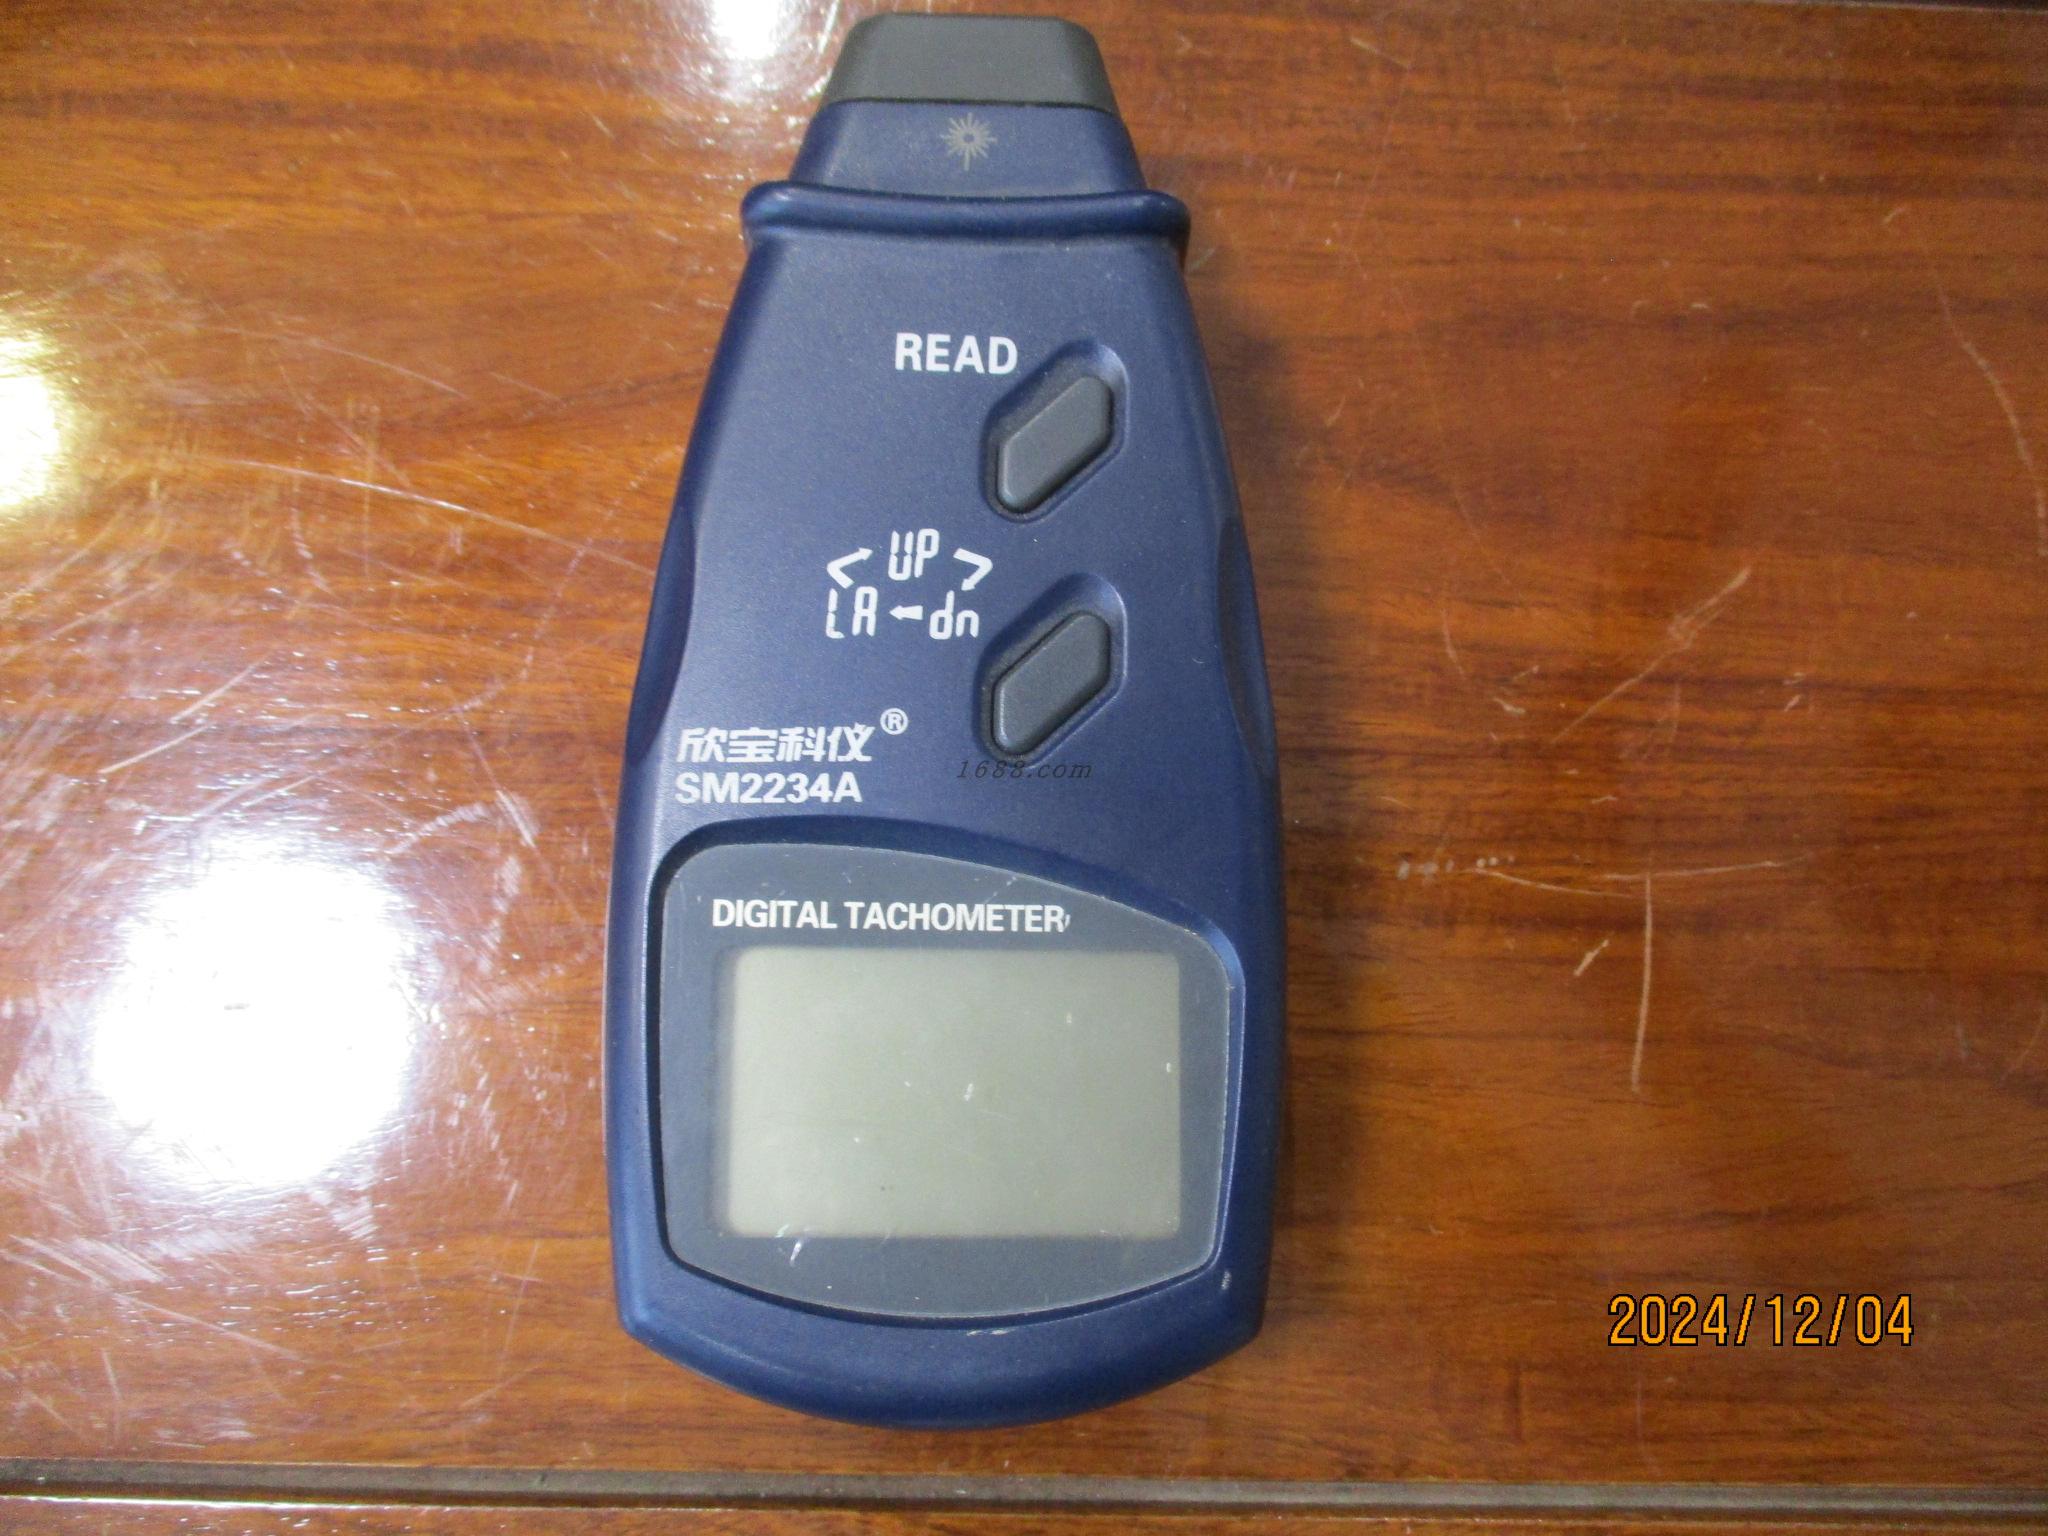 READ
UP
LA dn
欣宝科仪®
SM2234A
1688.com
DIGITAL TACHOMETER
2024/12/04